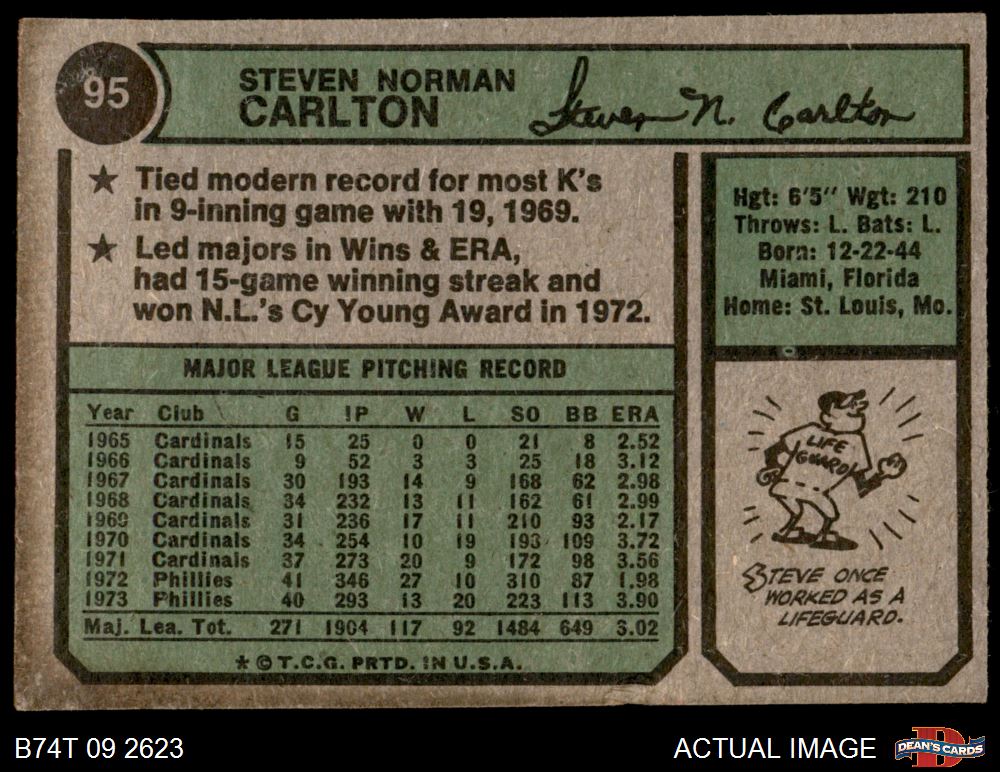 95
STEVEN NORMAN
CARLTON
Steven N. Carlton
★ Tied modern record for most K's
in 9-inning game with 19, 1969.
★ Led majors in Wins & ERA,
had 15-game winning streak and
won N.L.'s Cy Young Award in 1972.
Hgt: 6'5" Wgt: 210
Throws: L. Bats: L.
Born: 12-22-44
Miami, Florida
Home: St. Louis, Mo.
MAJOR LEAGUE PITCHING RECORD
Year Club G IP W L SO BB ERA
1965 Cardinals 15 25 0 0 21 8 2.52
1966 Cardinals 9 52 3 3 25 18 3.12
1967 Cardinals 30 193 14 9 168 62 2.98
1968 Cardinals 34 232 13 11 162 61 2.99
1969 Cardinals 31 236 17 11 210 93 2.17
1970 Cardinals 34 254 10 19 193 109 3.72
1971 Cardinals 37 273 20 9 172 98 3.56
1972 Phillies 41 346 27 10 310 87 1.98
1973 Phillies 40 293 13 20 223 113 3.90
Maj. Lea. Tot. 271 1904 117 92 1484 649 3.02
★ © T.C.G. PRTD. IN U.S.A.
LIFE
GUARD
STEVE ONCE
WORKED AS A
LIFEGUARD.
B74T 09 2623
ACTUAL IMAGE
D
DEAN'S CARDS